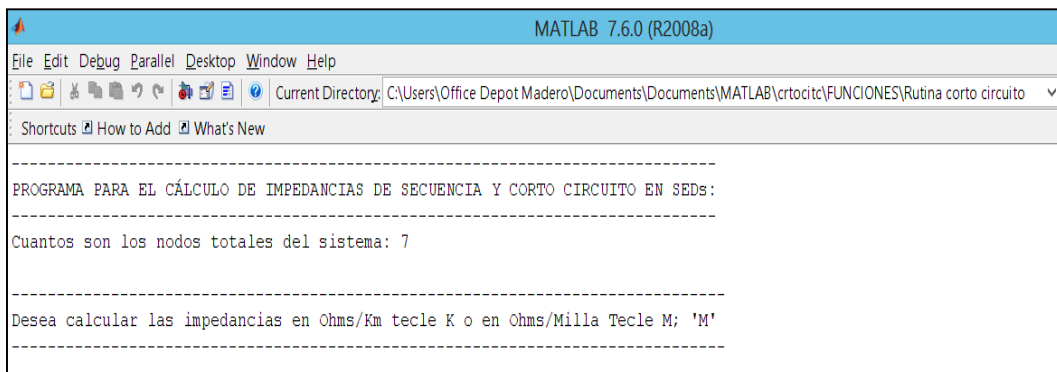 MATLAB 7.6.0 (R2008a)
File Edit Debug Parallel Desktop Window Help
Current Directory: C:\Users\Office Depot Madero\Documents\Documents\MATLAB\crtocitc\FUNCIONES\Rutina corto circuito
Shortcuts How to Add What's New
-------------------------------------------------------------------------------
PROGRAMA PARA EL CÁLCULO DE IMPEDANCIAS DE SECUENCIA Y CORTO CIRCUITO EN SEDs:
-------------------------------------------------------------------------------
Cuantos son los nodos totales del sistema: 7
--------------------------------------------------------------------------------
Desea calcular las impedancias en Ohms/Km tecle K o en Ohms/Milla Tecle M; 'M'
--------------------------------------------------------------------------------